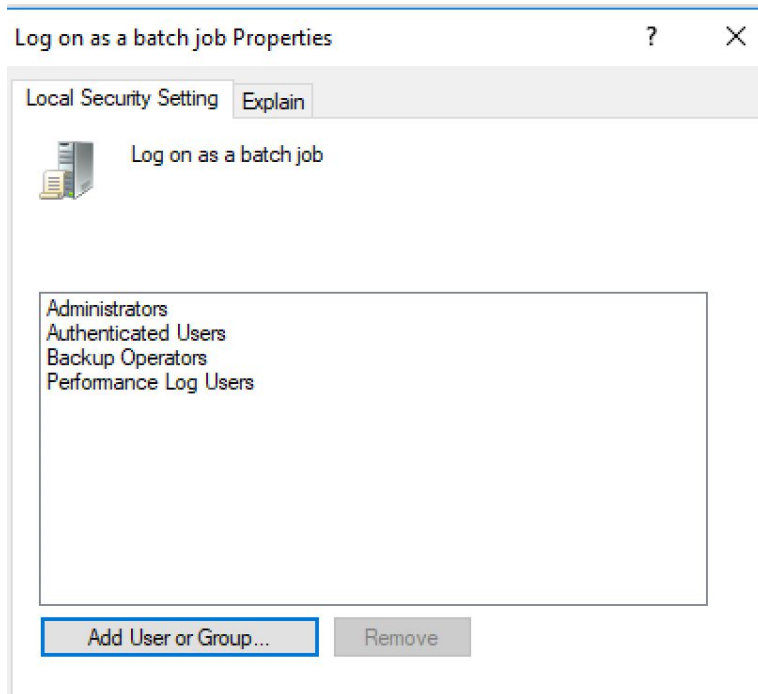 Log on as a batch job Properties
?
Local Security Setting
Explain
Log on as a batch job
Administrators
Authenticated Users
Backup Operators
Performance Log Users
Add User or Group...
Remove